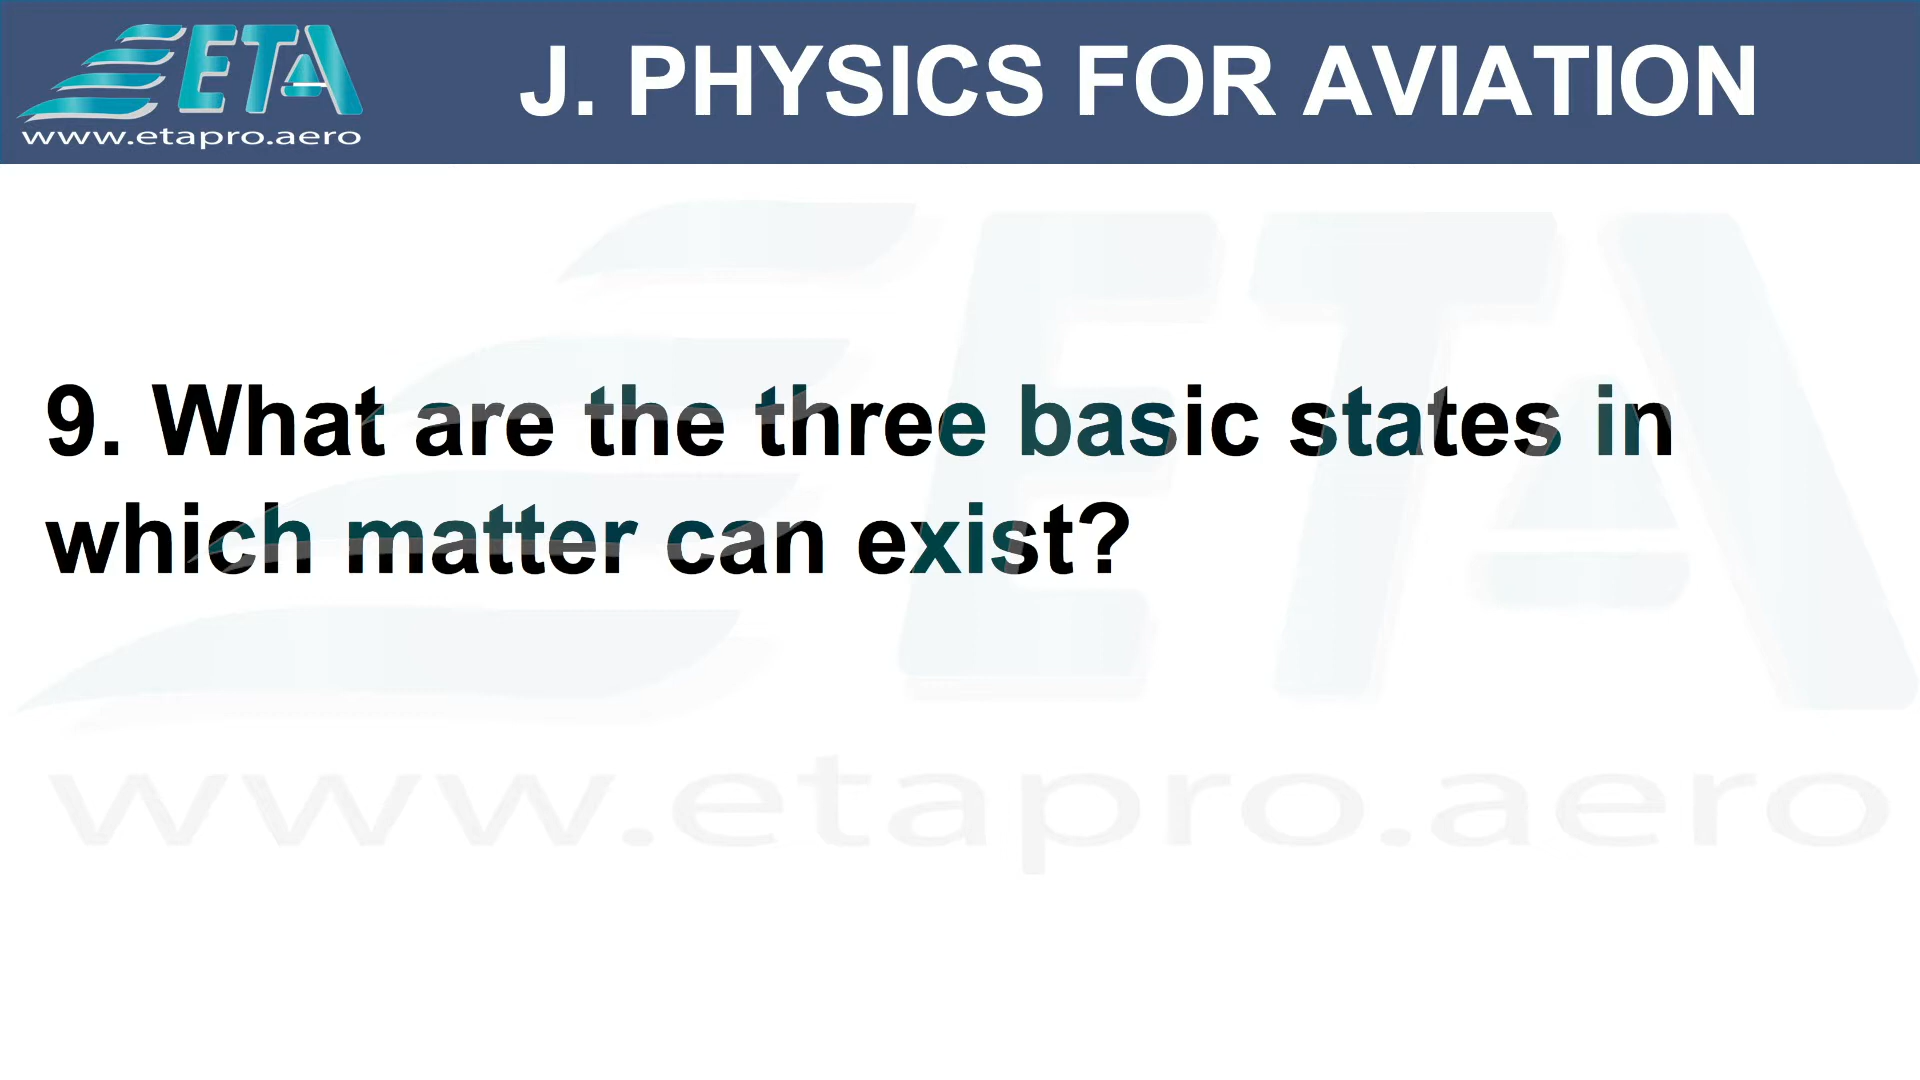 ETA
www.etapro.aero
J. PHYSICS FOR AVIATION
9. What are the three basic states in
which matter can exist?
ETA
www.etapro.aero